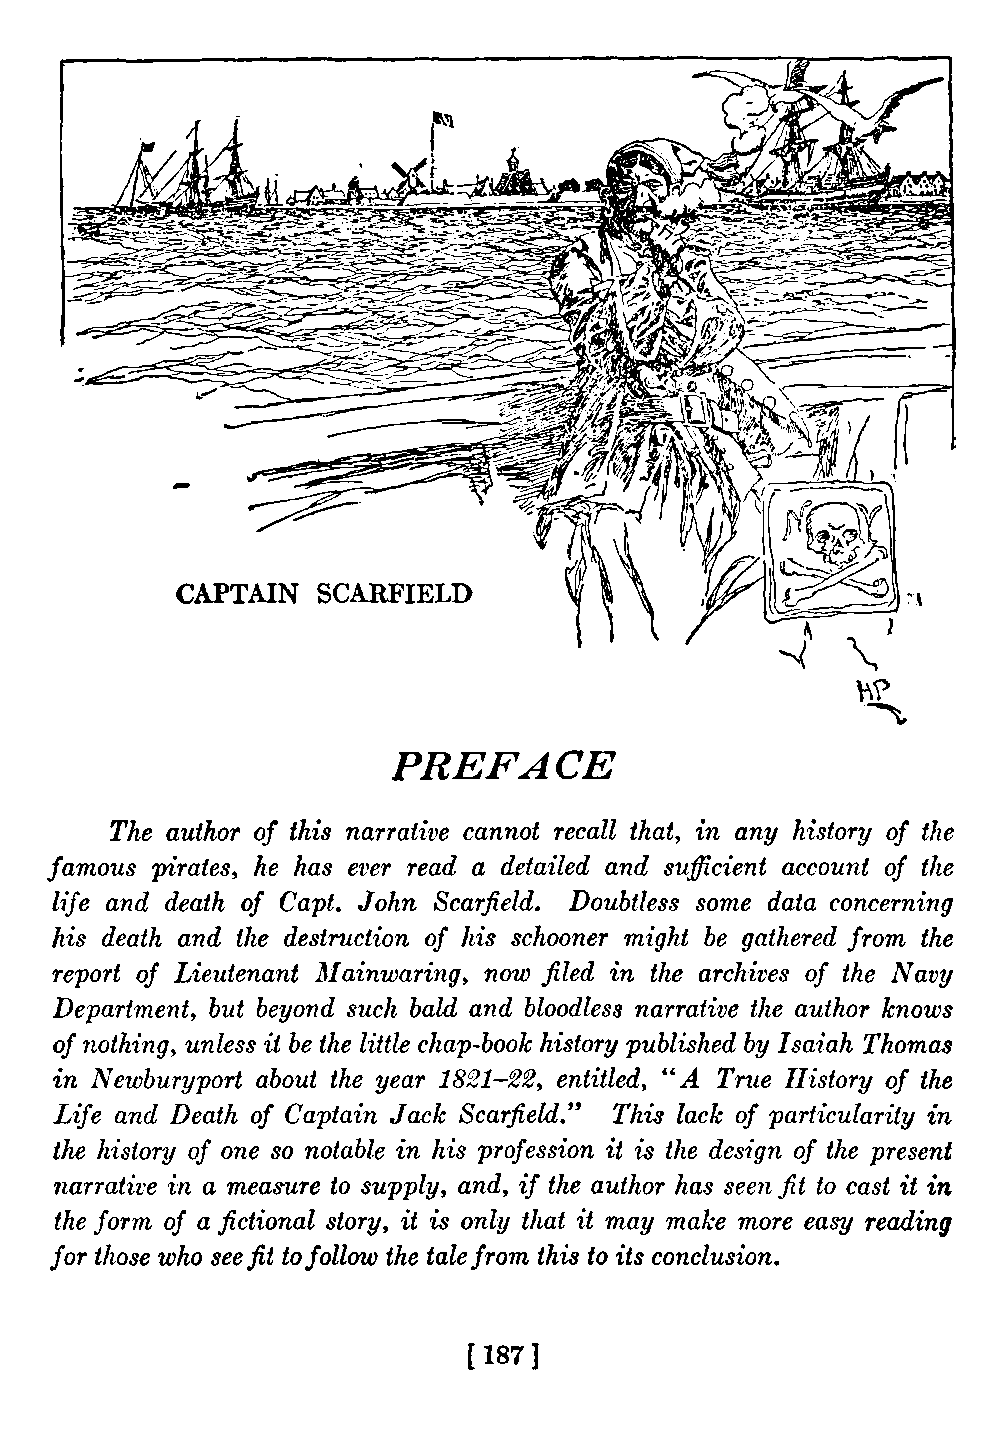 CAPTAIN SCARFIELD
HP
PREFACE
The author of this narrative cannot recall that, in any history of the
famous pirates, he has ever read a detailed and sufficient account of the
life and death of Capt. John Scarfield. Doubtless some data concerning
his death and the destruction of his schooner might be gathered from the
report of Lieutenant Mainwaring, now filed in the archives of the Navy
Department, but beyond such bald and bloodless narrative the author knows
of nothing, unless it be the little chap-book history published by Isaiah Thomas
in Newburyport about the year 1821–22, entitled, “A True History of the
Life and Death of Captain Jack Scarfield.” This lack of particularity in
the history of one so notable in his profession it is the design of the present
narrative in a measure to supply, and, if the author has seen fit to cast it in
the form of a fictional story, it is only that it may make more easy reading
for those who see fit to follow the tale from this to its conclusion.
[ 187 ]